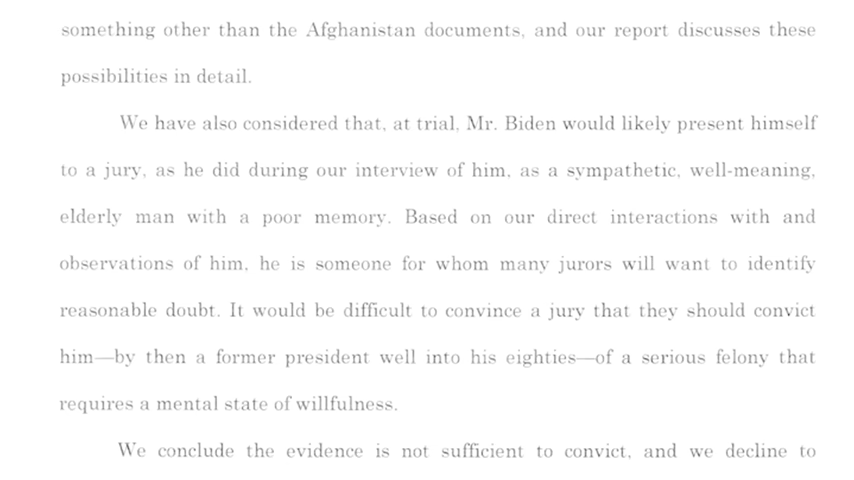 something other than the Afghanistan documents, and our report discusses these
possibilities in detail.
We have also considered that, at trial, Mr. Biden would likely present himself
to a jury, as he did during our interview of him, as a sympathetic, well-meaning,
elderly man with a poor memory. Based on our direct interactions with and
observations of him, he is someone for whom many jurors will want to identify
reasonable doubt. It would be difficult to convince a jury that they should convict
him—by then a former president well into his eighties—of a serious felony that
requires a mental state of willfulness.
We conclude the evidence is not sufficient to convict, and we decline to